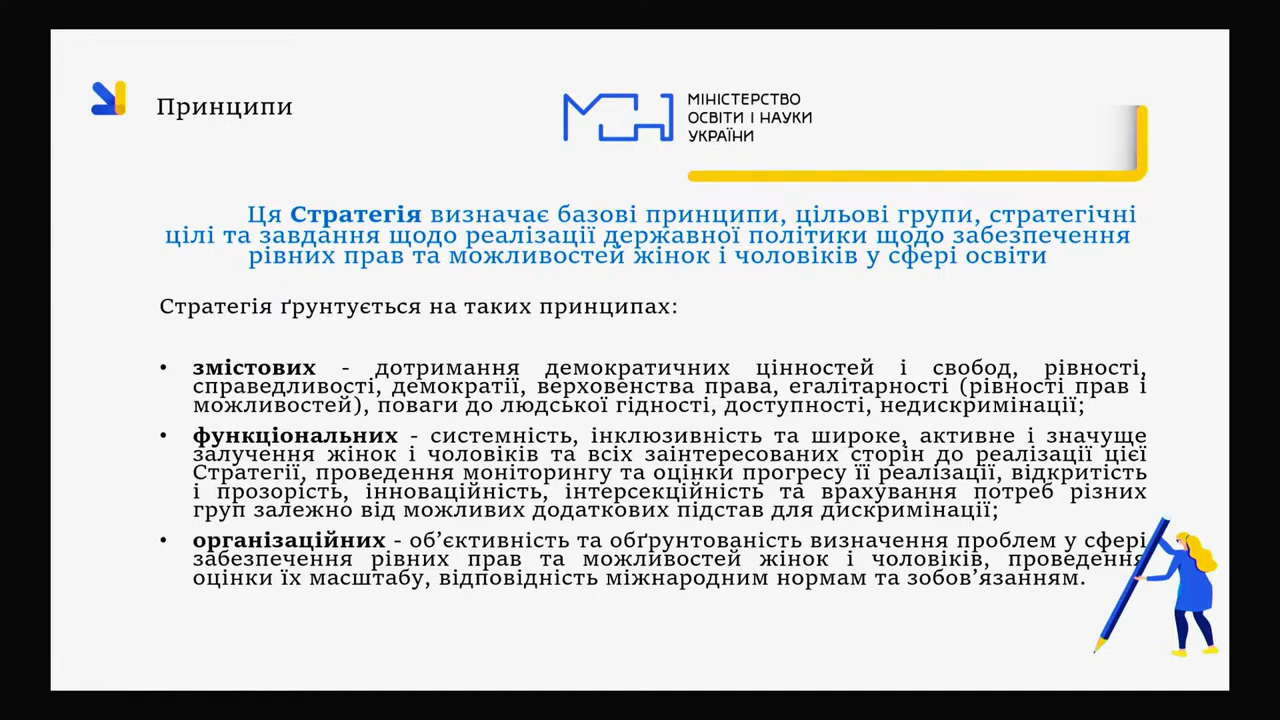 Принципи
МІНІСТЕРСТВО
ОСВІТИ І НАУКИ
УКРАЇНИ
Ця Стратегія визначає базові принципи, цільові групи, стратегічні
цілі та завдання щодо реалізації державної політики щодо забезпечення
рівних прав та можливостей жінок і чоловіків у сфері освіти
Стратегія ґрунтується на таких принципах:
• змістових - дотримання демократичних цінностей і свобод, рівності,
справедливості, демократії, верховенства права, егалітарності (рівності прав і
можливостей), поваги до людської гідності, доступності, недискримінації;
• функціональних - системність, інклюзивність та широке, активне і значуще
залучення жінок і чоловіків та всіх заінтересованих сторін до реалізації цієї
Стратегії, проведення моніторингу та оцінки прогресу її реалізації, відкритість
і прозорість, інноваційність, інтерсекційність та врахування потреб різних
груп залежно від можливих додаткових підстав для дискримінації;
• організаційних - об’єктивність та обґрунтованість визначення проблем у сфері
забезпечення рівних прав та можливостей жінок і чоловіків, проведення
оцінки їх масштабу, відповідність міжнародним нормам та зобов’язанням.